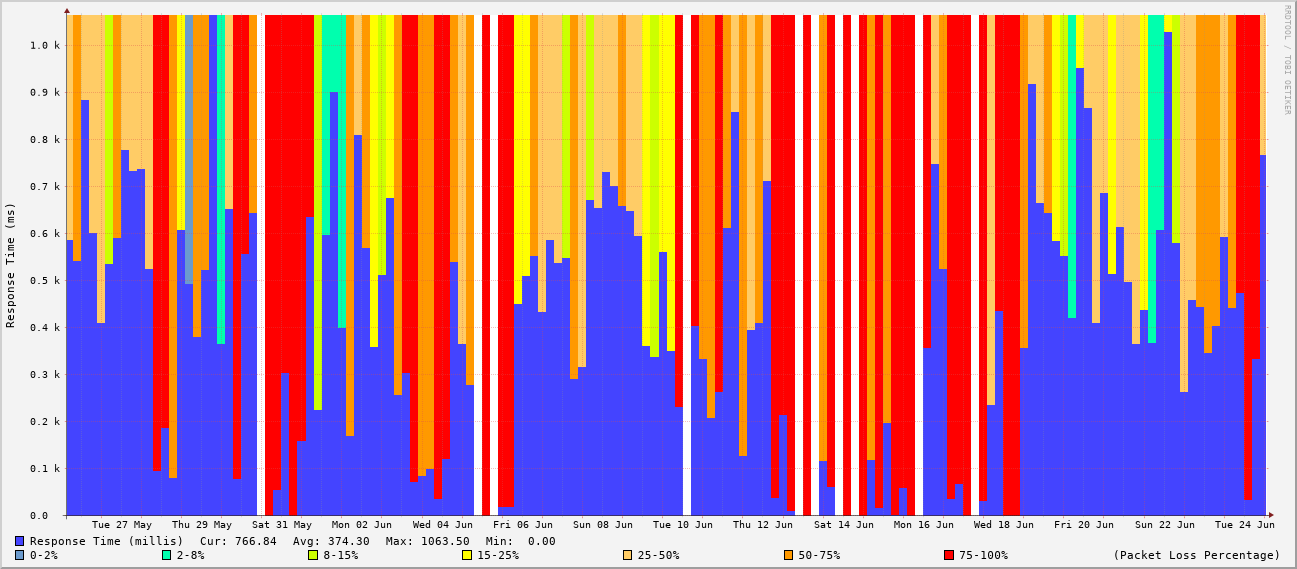 RRDTOOL / TOBI OETIKER
Response Time (ms)
1.0 k
0.9 k
0.8 k
0.7 k
0.6 k
0.5 k
0.4 k
0.3 k
0.2 k
0.1 k
0.0
Tue 27 May Thu 29 May Sat 31 May Mon 02 Jun Wed 04 Jun Fri 06 Jun Sun 08 Jun Tue 10 Jun Thu 12 Jun Sat 14 Jun Mon 16 Jun Wed 18 Jun Fri 20 Jun Sun 22 Jun Tue 24 Jun
Response Time (millis) Cur: 766.84 Avg: 374.30 Max: 1063.50 Min: 0.00
0-2% 2-8% 8-15% 15-25% 25-50% 50-75% 75-100% (Packet Loss Percentage)